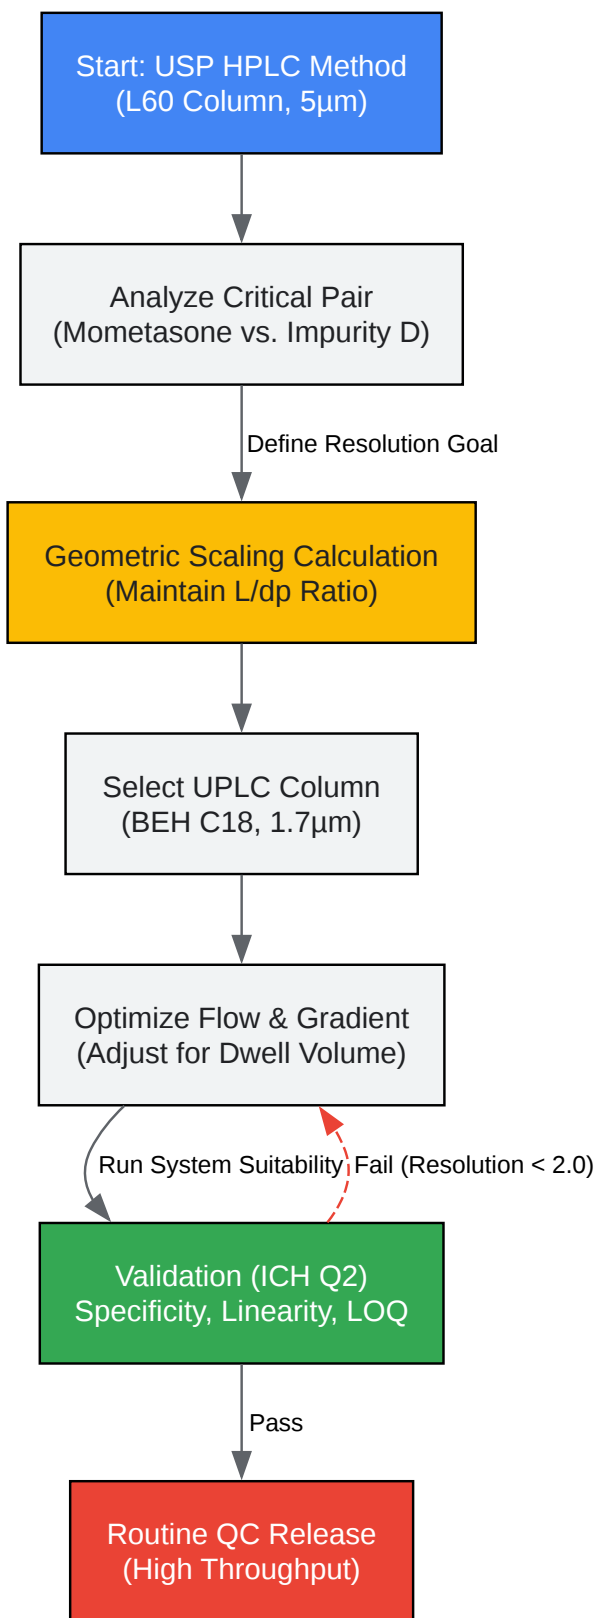 Start: USP HPLC Method
(L60 Column, 5µm)
Analyze Critical Pair
(Mometasone vs. Impurity D)
Define Resolution Goal
Geometric Scaling Calculation
(Maintain L/dp Ratio)
Select UPLC Column
(BEH C18, 1.7µm)
Optimize Flow & Gradient
(Adjust for Dwell Volume)
Run System Suitability
Fail (Resolution < 2.0)
Validation (ICH Q2)
Specificity, Linearity, LOQ
Pass
Routine QC Release
(High Throughput)